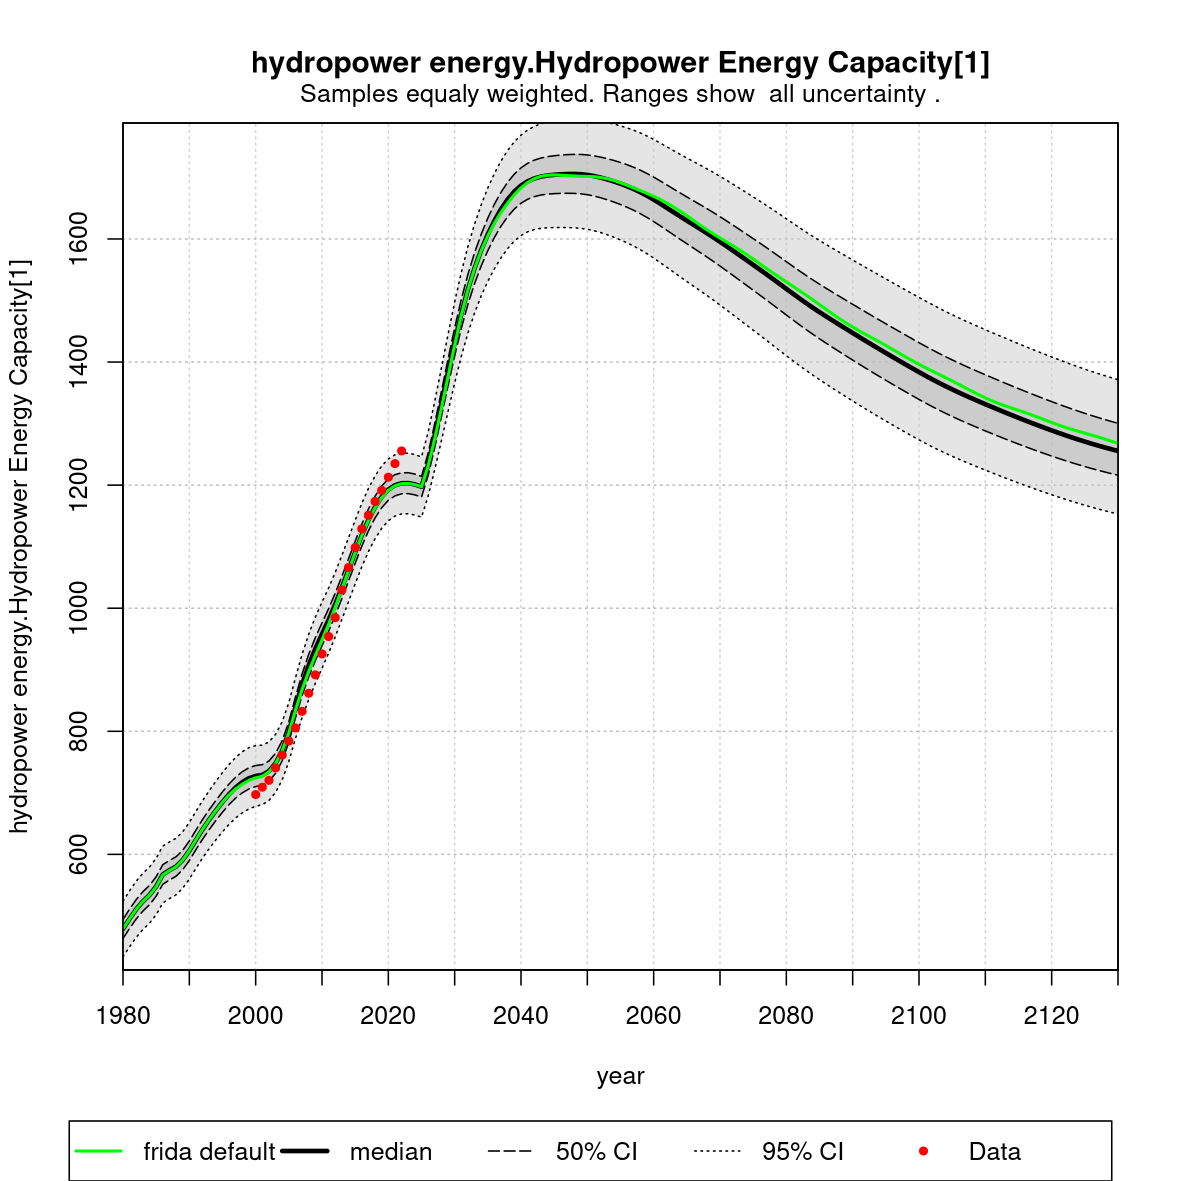 hydropower energy.Hydropower Energy Capacity[1]
Samples equaly weighted. Ranges show  all uncertainty .
hydropower energy.Hydropower Energy Capacity[1]
1600
1400
1200
1000
800
600
1980 2000 2020 2040 2060 2080 2100 2120
year
frida default median 50% CI 95% CI Data